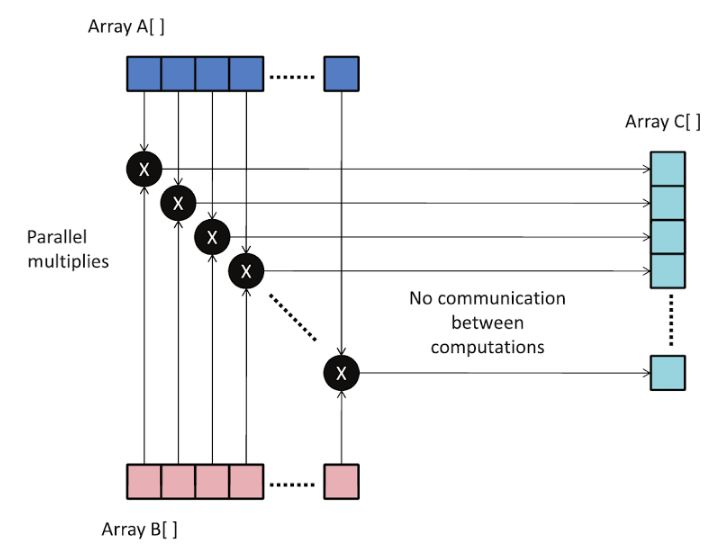 Array A[ ]
Array C[ ]
X
X
X
X
X
Parallel
multiplies
No communication
between
computations
Array B[ ]